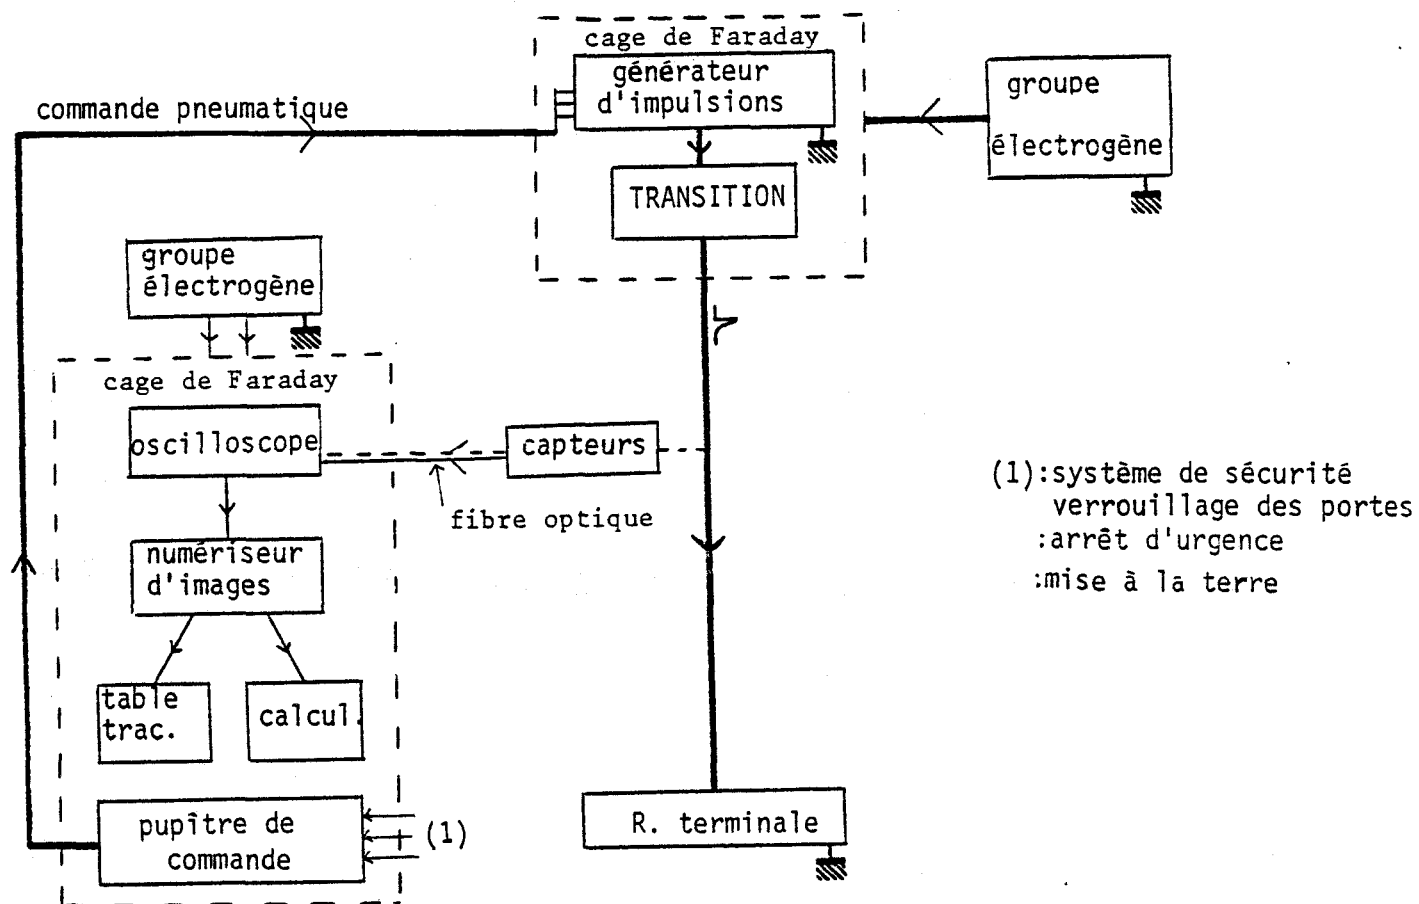 cage de Faraday
générateur
d'impulsions
groupe
électrogène
commande pneumatique
TRANSITION
groupe
électrogène
cage de Faraday
oscilloscope
capteurs
fibre optique
(1):système de sécurité
verrouillage des portes
:arrêt d'urgence
:mise à la terre
numériseur
d'images
table
trac.
calcul.
pupître de
commande
(1)
R. terminale